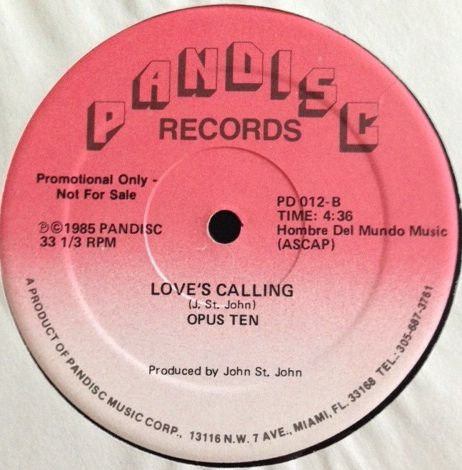 PANDISC
RECORDS
Promotional Only -
Not For Sale
℗©1985 PANDISC
33 1/3 RPM
PD 012-B
TIME: 4:36
Hombre Del Mundo Music
(ASCAP)
LOVE'S CALLING
(J. St. John)
OPUS TEN
Produced by John St. John
A PRODUCT OF PANDISC MUSIC CORP., 13116 N.W. 7 AVE., MIAMI, FL. 33168 TEL.: 305-687-3761